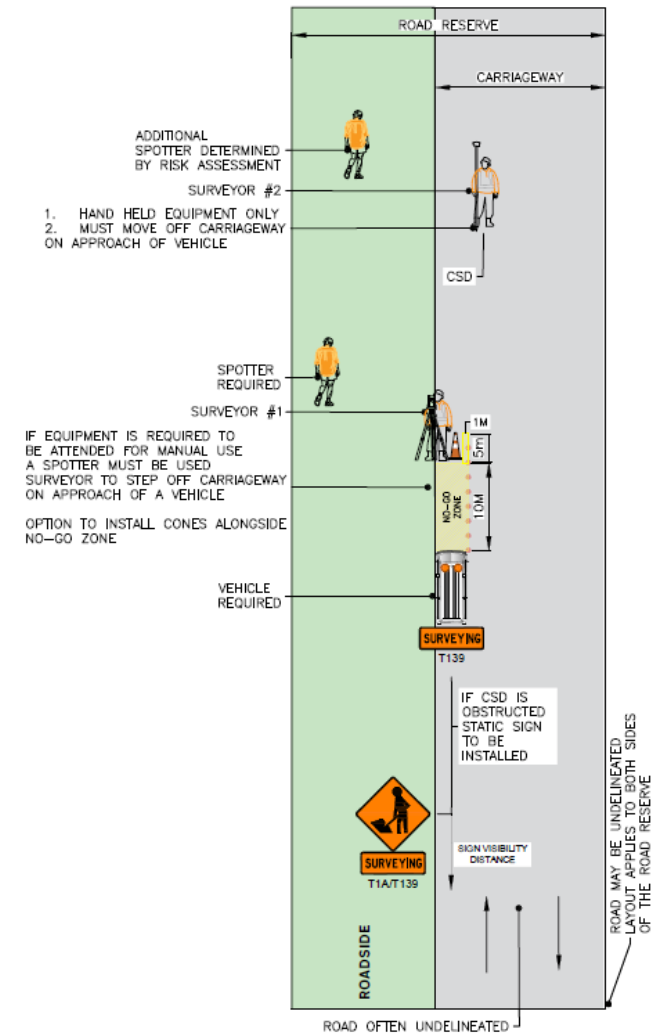 ROAD RESERVE
CARRIAGEWAY
ADDITIONAL
SPOTTER DETERMINED
BY RISK ASSESSMENT
SURVEYOR #2
1. HAND HELD EQUIPMENT ONLY
2. MUST MOVE OFF CARRIAGEWAY
ON APPROACH OF VEHICLE
CSD
SPOTTER
REQUIRED
SURVEYOR #1
1M
5m
IF EQUIPMENT IS REQUIRED TO
BE ATTENDED FOR MANUAL USE
A SPOTTER MUST BE USED
SURVEYOR TO STEP OFF CARRIAGEWAY
ON APPROACH OF A VEHICLE
NO-GO
ZONE
10M
OPTION TO INSTALL CONES ALONGSIDE
NO-GO ZONE
VEHICLE
REQUIRED
SURVEYING
T139
IF CSD IS
OBSTRUCTED
STATIC SIGN
TO BE
INSTALLED
SURVEYING
T1A/T139
SIGN VISIBILITY
DISTANCE
ROAD MAY BE UNDELINEATED
LAYOUT APPLIES TO BOTH SIDES
OF THE ROAD RESERVE
ROADSIDE
ROAD OFTEN UNDELINEATED